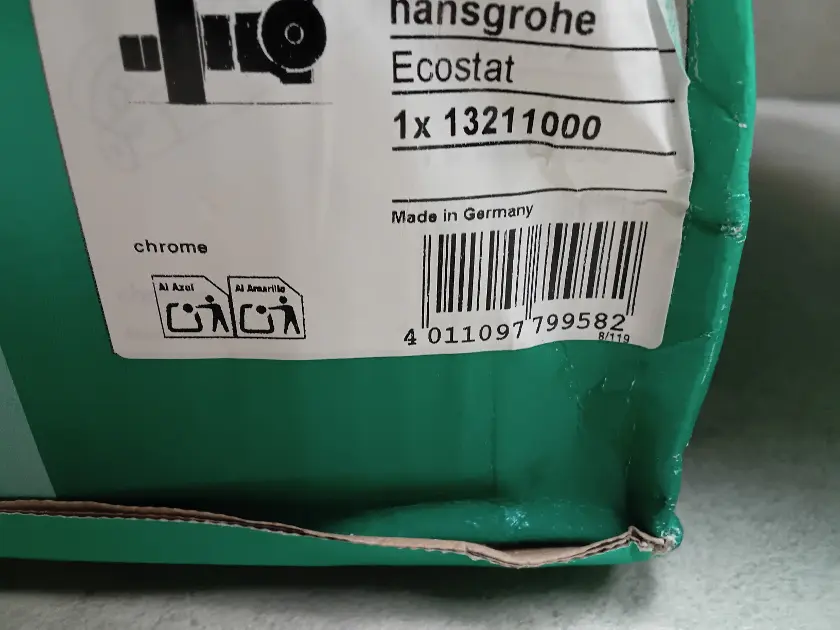 hansgrohe
Ecostat
1x 13211000
Made in Germany
chrome
Al Azul
Al Amarillo
4 011097 799582
8/119